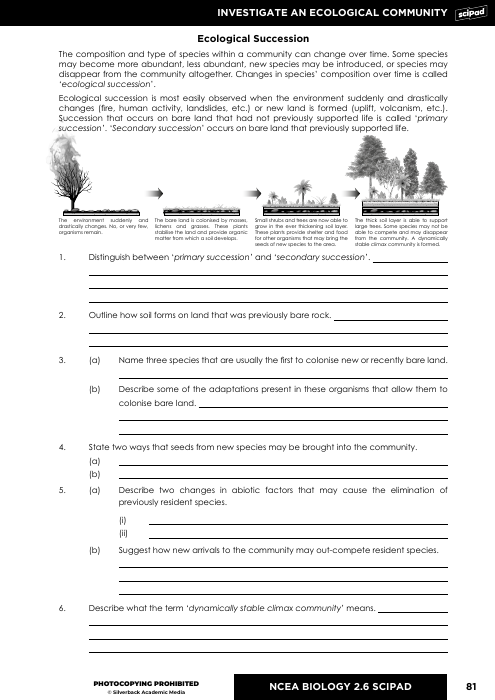 INVESTIGATE AN ECOLOGICAL COMMUNITY
scipad
Ecological Succession
The composition and type of species within a community can change over time. Some species
may become more abundant, less abundant, new species may be introduced, or species may
disappear from the community altogether. Changes in species' composition over time is called
'ecological succession'.
Ecological succession is most easily observed when the environment suddenly and drastically
changes (fire, human activity, landslides, etc.) or new land is formed (uplift, volcanism, etc.).
Succession that occurs on bare land that had not previously supported life is called 'primary
succession'. 'Secondary succession' occurs on bare land that previously supported life.
The environment suddenly and
drastically changes. No, or very few,
organisms remain.
The bare land is colonised by mosses,
lichens and grasses. These plants
stabilise the land and provide organic
matter from which a soil develops.
Small shrubs and trees are now able to
grow in the ever thickening soil layer.
These plants provide shelter and food
for other organisms that may bring the
seeds of new species to the area.
The thick soil layer is able to support
large trees. Some species may not be
able to compete and may disappear
from the community. A dynamically
stable climax community is formed.
1. Distinguish between 'primary succession' and 'secondary succession'.
2. Outline how soil forms on land that was previously bare rock.
3. (a) Name three species that are usually the first to colonise new or recently bare land.
(b) Describe some of the adaptations present in these organisms that allow them to
colonise bare land.
4. State two ways that seeds from new species may be brought into the community.
(a)
(b)
5. (a) Describe two changes in abiotic factors that may cause the elimination of
previously resident species.
(i)
(ii)
(b) Suggest how new arrivals to the community may out-compete resident species.
6. Describe what the term 'dynamically stable climax community' means.
PHOTOCOPYING PROHIBITED
© Silverback Academic Media
NCEA BIOLOGY 2.6 SCIPAD
81